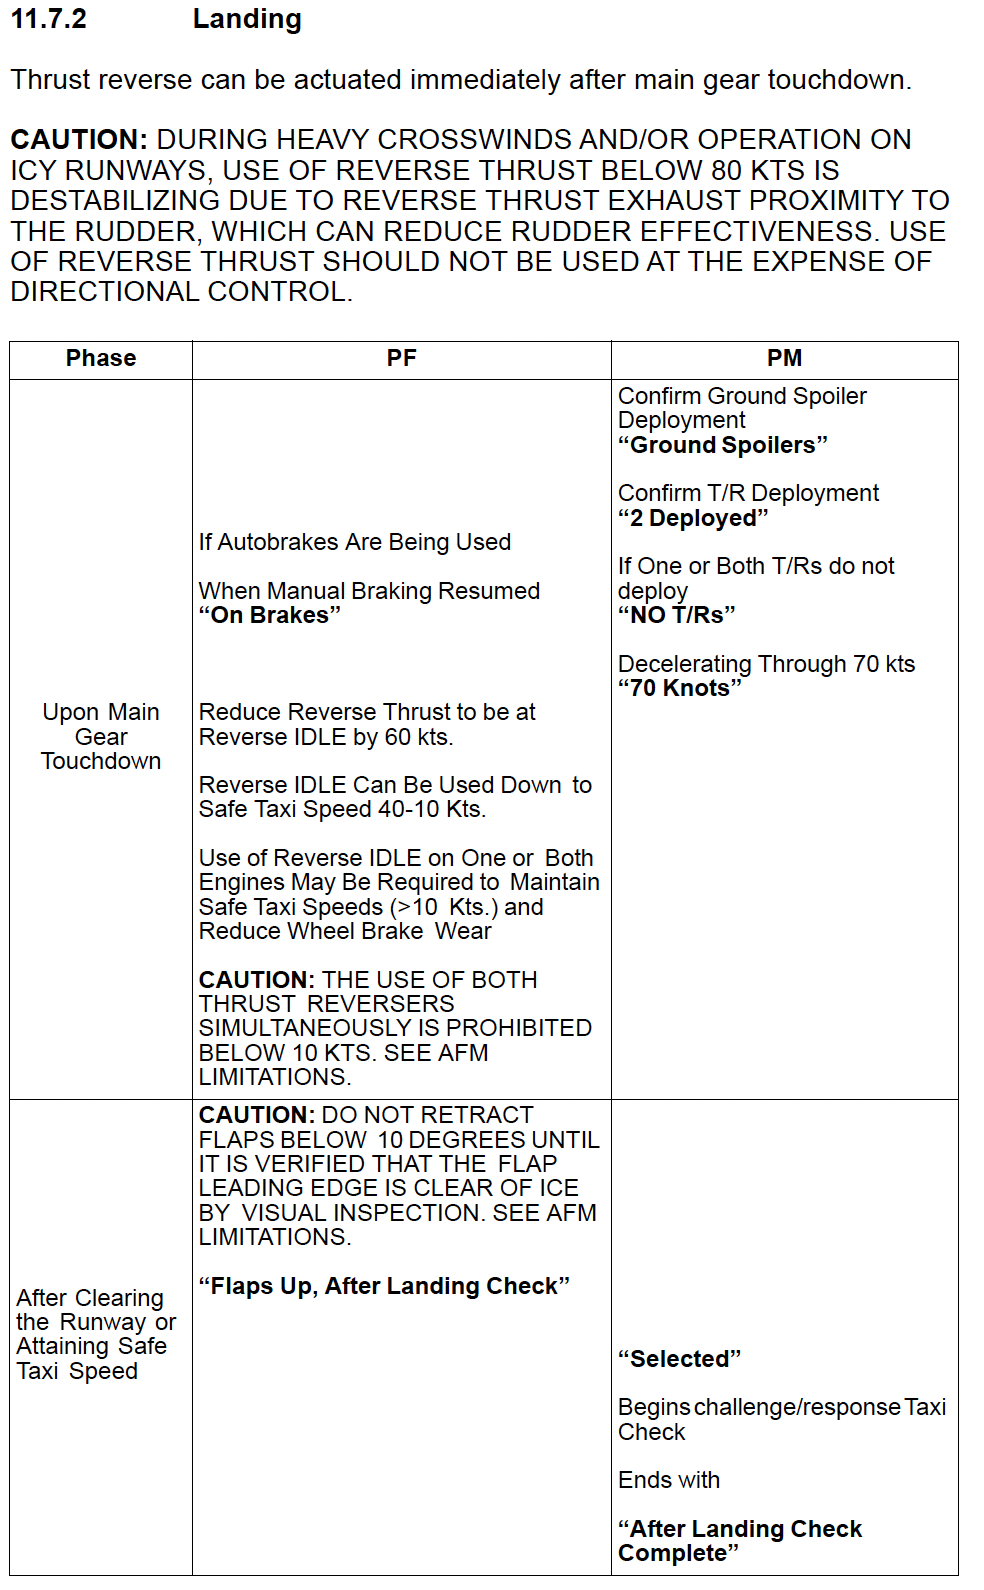 11.7.2 Landing
Thrust reverse can be actuated immediately after main gear touchdown.
CAUTION: DURING HEAVY CROSSWINDS AND/OR OPERATION ON
ICY RUNWAYS, USE OF REVERSE THRUST BELOW 80 KTS IS
DESTABILIZING DUE TO REVERSE THRUST EXHAUST PROXIMITY TO
THE RUDDER, WHICH CAN REDUCE RUDDER EFFECTIVENESS. USE
OF REVERSE THRUST SHOULD NOT BE USED AT THE EXPENSE OF
DIRECTIONAL CONTROL.
Phase PF PM
Upon Main
Gear
Touchdown
If Autobrakes Are Being Used
When Manual Braking Resumed
“On Brakes”
Reduce Reverse Thrust to be at
Reverse IDLE by 60 kts.
Reverse IDLE Can Be Used Down to
Safe Taxi Speed 40-10 Kts.
Use of Reverse IDLE on One or Both
Engines May Be Required to Maintain
Safe Taxi Speeds (>10 Kts.) and
Reduce Wheel Brake Wear
CAUTION: THE USE OF BOTH
THRUST REVERSERS
SIMULTANEOUSLY IS PROHIBITED
BELOW 10 KTS. SEE AFM
LIMITATIONS.
Confirm Ground Spoiler
Deployment
“Ground Spoilers”
Confirm T/R Deployment
“2 Deployed”
If One or Both T/Rs do not
deploy
“NO T/Rs”
Decelerating Through 70 kts
“70 Knots”
After Clearing
the Runway or
Attaining Safe
Taxi Speed
CAUTION: DO NOT RETRACT
FLAPS BELOW 10 DEGREES UNTIL
IT IS VERIFIED THAT THE FLAP
LEADING EDGE IS CLEAR OF ICE
BY VISUAL INSPECTION. SEE AFM
LIMITATIONS.
“Flaps Up, After Landing Check”
“Selected”
Begins challenge/response Taxi
Check
Ends with
“After Landing Check
Complete”